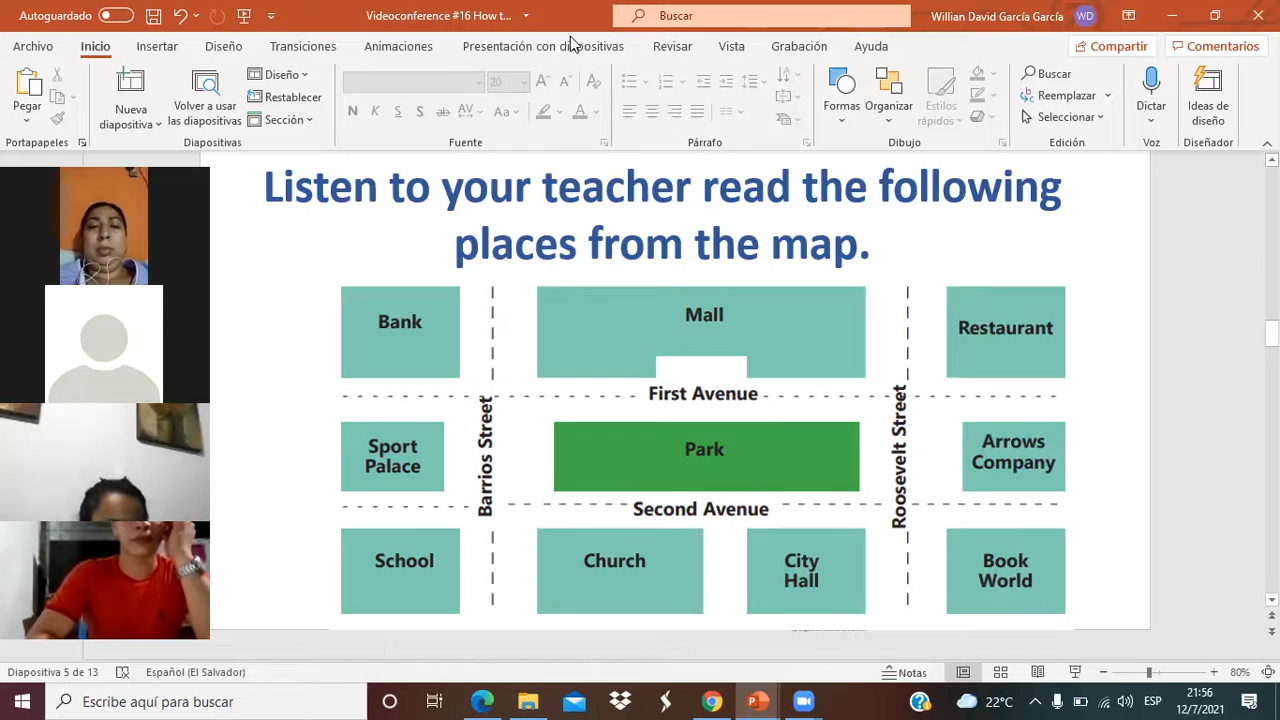 Autoguardado
Videoconference #16 How t...
Buscar
Willian David García García
WD
Archivo
Inicio
Insertar
Diseño
Transiciones
Animaciones
Presentación con diapositivas
Revisar
Vista
Grabación
Ayuda
Compartir
Comentarios
Pegar
Nueva
diapositiva
Volver a usar
las diapositivas
Diseño
Restablecer
Sección
20
N K S S ab AV Aa A
Formas
Organizar
Estilos
rápidos
Buscar
Reemplazar
Seleccionar
Dictar
Ideas de
diseño
Portapapeles
Diapositivas
Fuente
Párrafo
Dibujo
Edición
Voz
Diseñador
Listen to your teacher read the following
places from the map.
Bank
Mall
Restaurant
First Avenue
Barrios Street
Roosevelt Street
Sport
Palace
Park
Arrows
Company
Second Avenue
School
Church
City
Hall
Book
World
Diapositiva 5 de 13
Español (El Salvador)
Notas
80%
Escribe aquí para buscar
22°C
ESP
21:56
12/7/2021